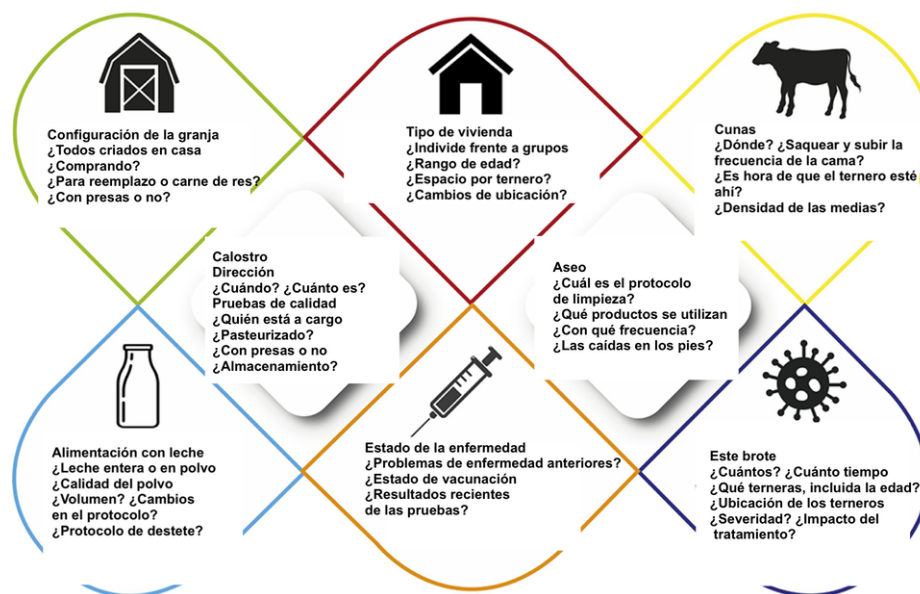 Configuración de la granja
¿Todos criados en casa
¿Comprando?
¿Para reemplazo o carne de res?
¿Con presas o no?
Tipo de vivienda
¿Individe frente a grupos
¿Rango de edad?
¿Espacio por ternero?
¿Cambios de ubicación?
Cunas
¿Dónde? ¿Saquear y subir la
frecuencia de la cama?
¿Es hora de que el ternero esté
ahí?
¿Densidad de las medias?
Calostro
Dirección
¿Cuándo? ¿Cuánto es?
Pruebas de calidad
¿Quién está a cargo
¿Pasteurizado?
¿Con presas o no
¿Almacenamiento?
Aseo
¿Cuál es el protocolo
de limpieza?
¿Qué productos se utilizan
¿Con qué frecuencia?
¿Las caídas en los pies?
Alimentación con leche
¿Leche entera o en polvo
¿Calidad del polvo
¿Volumen? ¿Cambios
en el protocolo?
¿Protocolo de destete?
Estado de la enfermedad
¿Problemas de enfermedad anteriores?
¿Estado de vacunación
¿Resultados recientes
de las pruebas?
Este brote
¿Cuántos? ¿Cuánto tiempo
¿Qué terneras, incluida la edad?
¿Ubicación de los terneros
¿Severidad? ¿Impacto del
tratamiento?